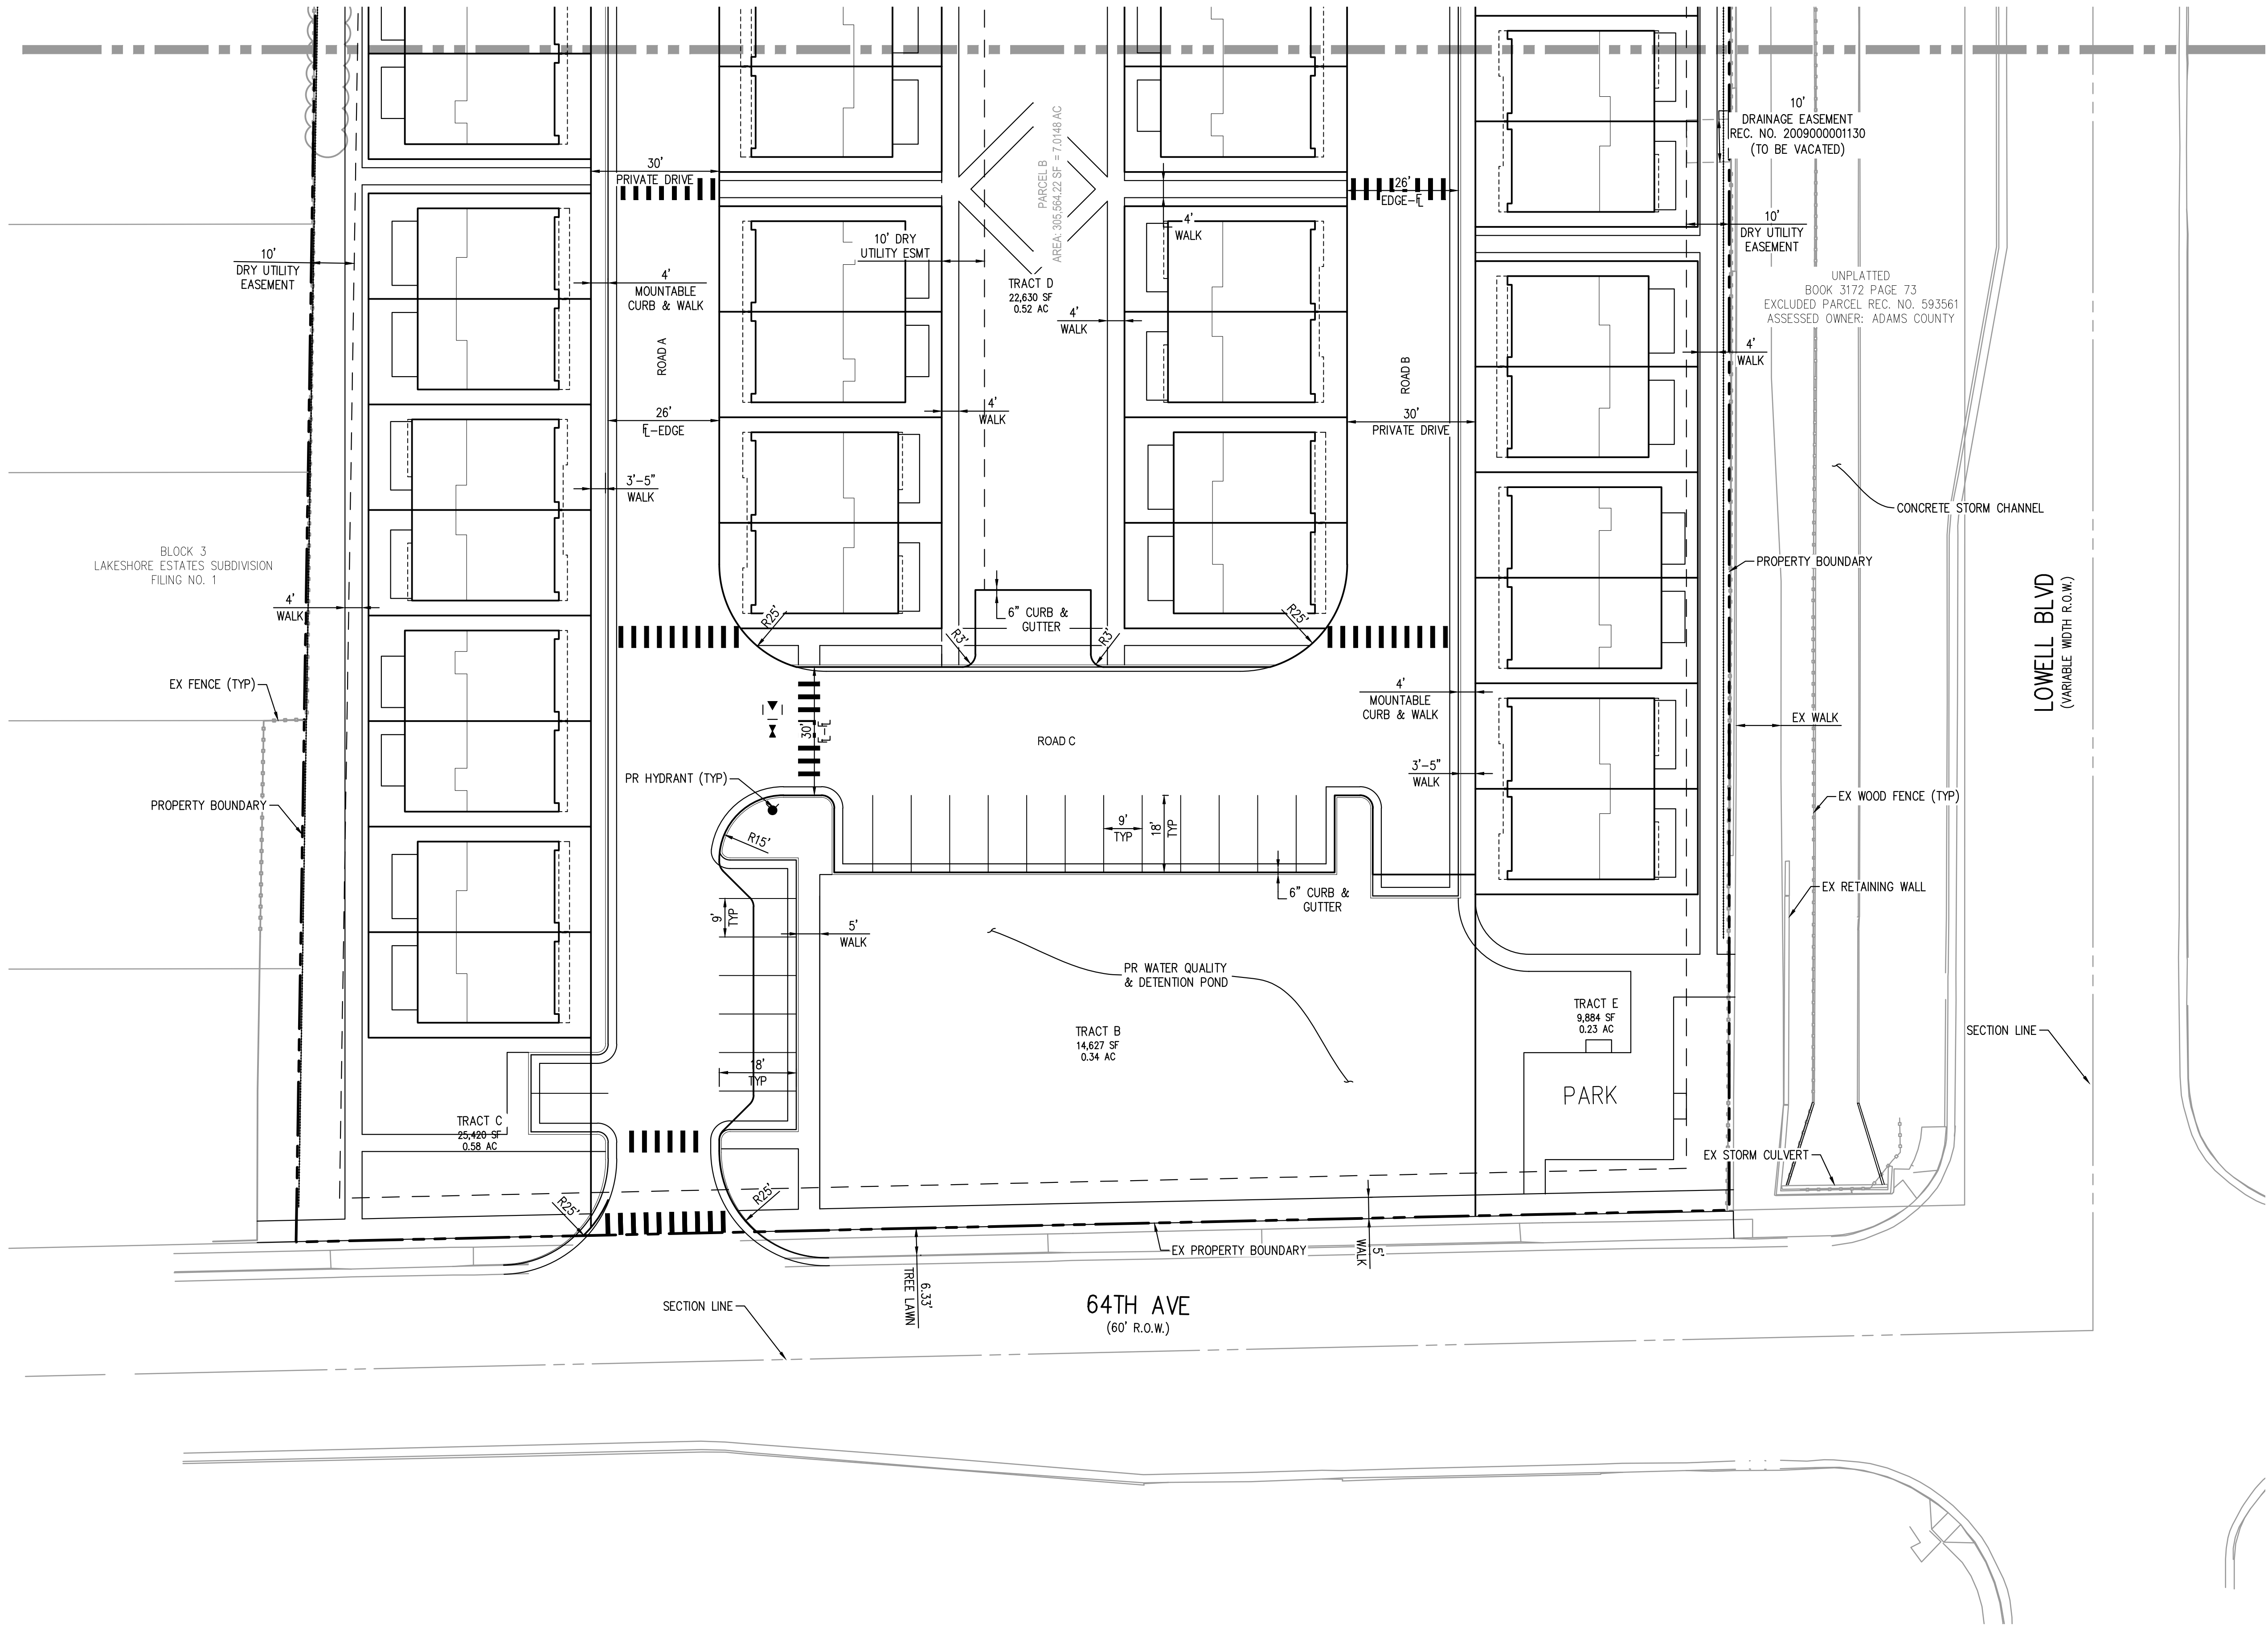 10'
DRAINAGE EASEMENT
REC. NO. 2009000001130
(TO BE VACATED)
30'
PRIVATE DRIVE
PARCEL B
AREA: 305,564.22 SF = 7.0148 AC
26'
EDGE-FL
4'
WALK
10'
DRY UTILITY
EASEMENT
10' DRY
UTILITY ESMT
10'
DRY UTILITY
EASEMENT
4'
MOUNTABLE
CURB & WALK
TRACT D
22,630 SF
0.52 AC
UNPLATTED
BOOK 3172 PAGE 73
EXCLUDED PARCEL REC. NO. 593561
ASSESSED OWNER: ADAMS COUNTY
4'
WALK
ROAD A
ROAD B
4'
WALK
26'
FL-EDGE
4'
WALK
30'
PRIVATE DRIVE
3'-5"
WALK
CONCRETE STORM CHANNEL
BLOCK 3
LAKESHORE ESTATES SUBDIVISION
FILING NO. 1
PROPERTY BOUNDARY
LOWELL BLVD
(VARIABLE WIDTH R.O.W.)
4'
WALK
R25'
6" CURB &
GUTTER
R25'
R3'
R3'
EX FENCE (TYP)
4'
MOUNTABLE
CURB & WALK
EX WALK
30'
FL-FL
ROAD C
PR HYDRANT (TYP)
3'-5"
WALK
PROPERTY BOUNDARY
EX WOOD FENCE (TYP)
R15'
9'
TYP
18'
TYP
6" CURB &
GUTTER
EX RETAINING WALL
9'
TYP
5'
WALK
PR WATER QUALITY
& DETENTION POND
TRACT E
9,884 SF
0.23 AC
TRACT B
14,627 SF
0.34 AC
SECTION LINE
18'
TYP
PARK
TRACT C
25,420 SF
0.58 AC
EX STORM CULVERT
R25'
R25'
EX PROPERTY BOUNDARY
5'
WALK
6.33'
TREE LAWN
SECTION LINE
64TH AVE
(60' R.O.W.)